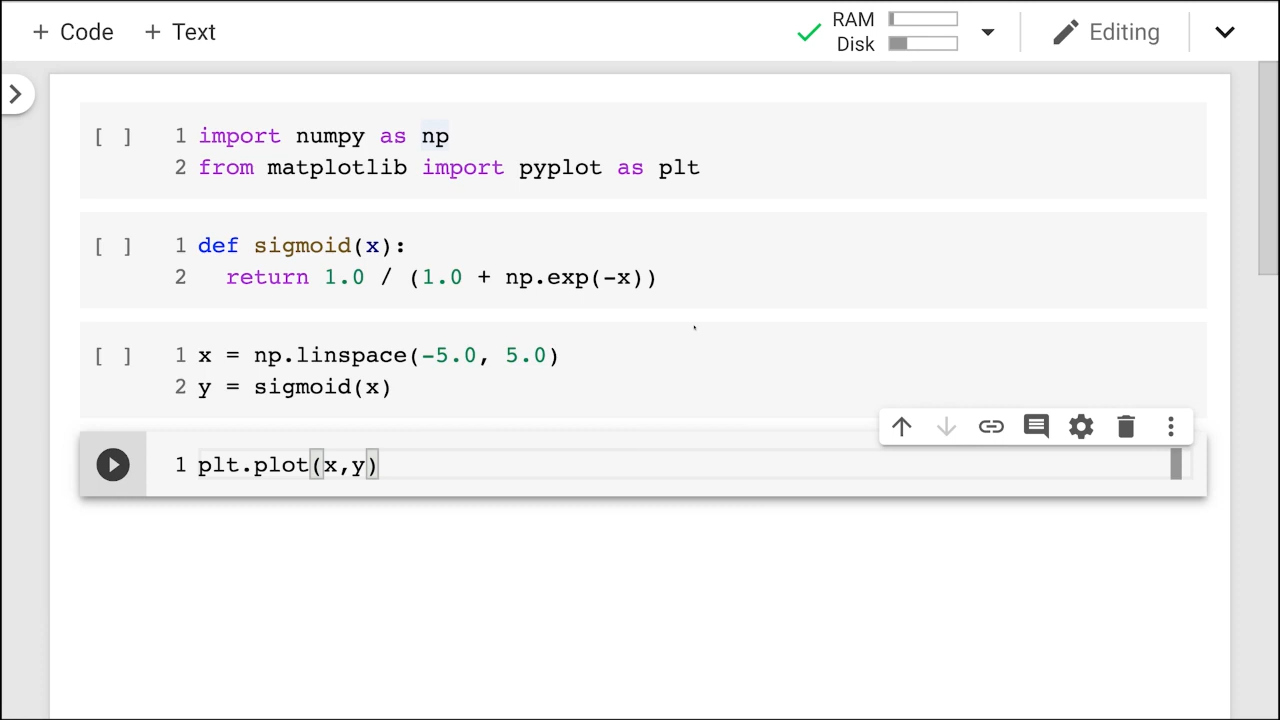 + Code + Text RAM Disk Editing
[ ] 1 import numpy as np
2 from matplotlib import pyplot as plt
[ ] 1 def sigmoid(x):
2 return 1.0 / (1.0 + np.exp(-x))
[ ] 1 x = np.linspace(-5.0, 5.0)
2 y = sigmoid(x)
1 plt.plot(x,y)